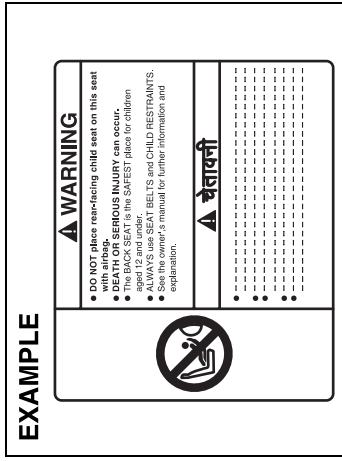 EXAMPLE
WARNING
● DO NOT place rear-facing child seat on this seat
with airbag.
● DEATH OR SERIOUS INJURY can occur.
● The BACK SEAT is the SAFEST place for children
aged 12 and under.
● ALWAYS use SEAT BELTS and CHILD RESTRAINTS.
● See the owner',s manual for further information and
explanation.
चेतावनी